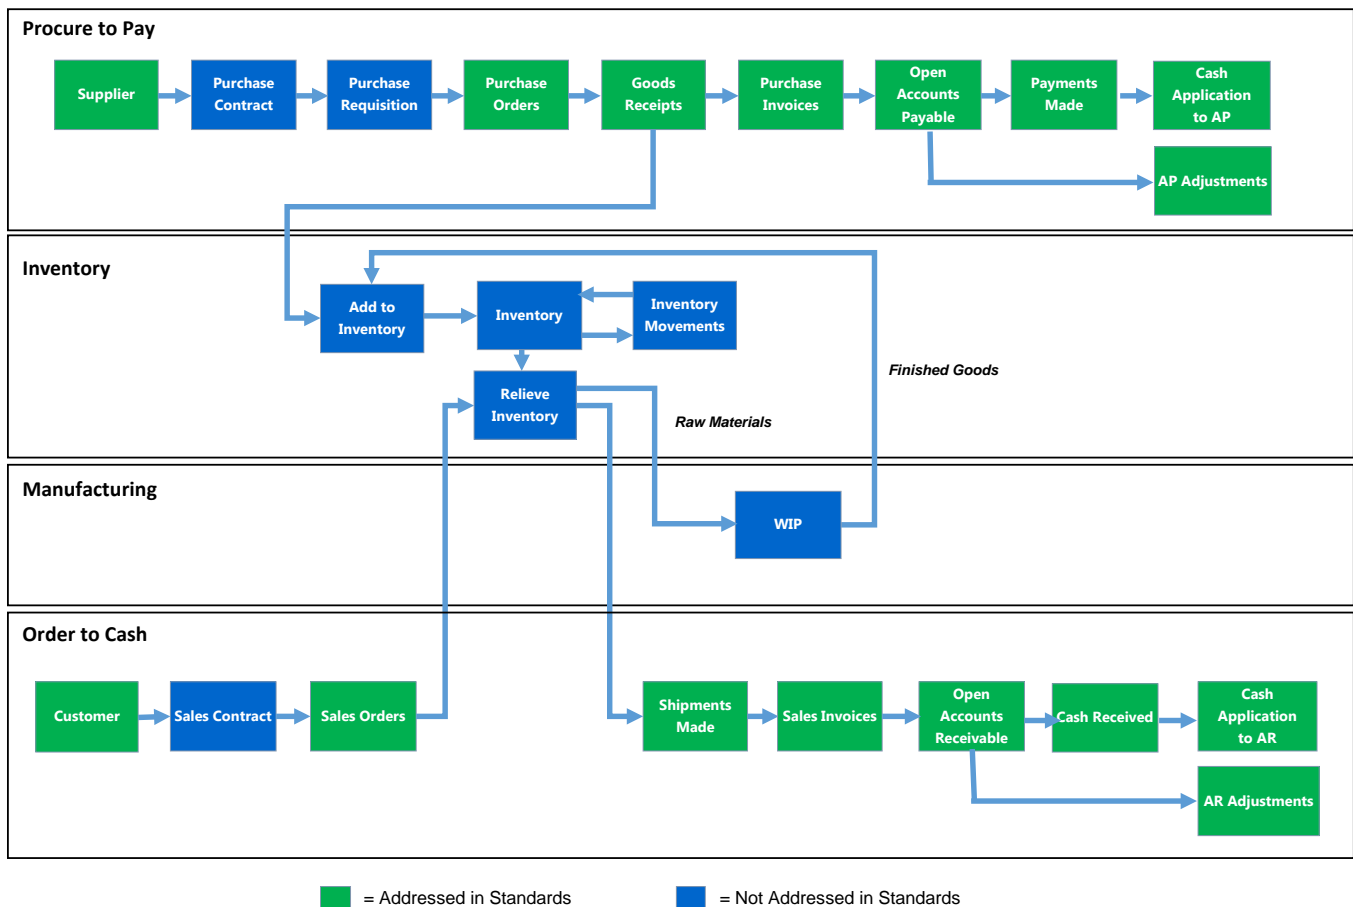 Procure to Pay
Supplier
Purchase
Contract
Purchase
Requisition
Purchase
Orders
Goods
Receipts
Purchase
Invoices
Open
Accounts
Payable
Payments
Made
Cash
Application
to AP
AP Adjustments
Inventory
Add to
Inventory
Inventory
Inventory
Movements
Relieve
Inventory
Raw Materials
Finished Goods
Manufacturing
WIP
Order to Cash
Customer
Sales Contract
Sales Orders
Shipments
Made
Sales Invoices
Open
Accounts
Receivable
Cash Received
Cash
Application
to AR
AR Adjustments
= Addressed in Standards
= Not Addressed in Standards